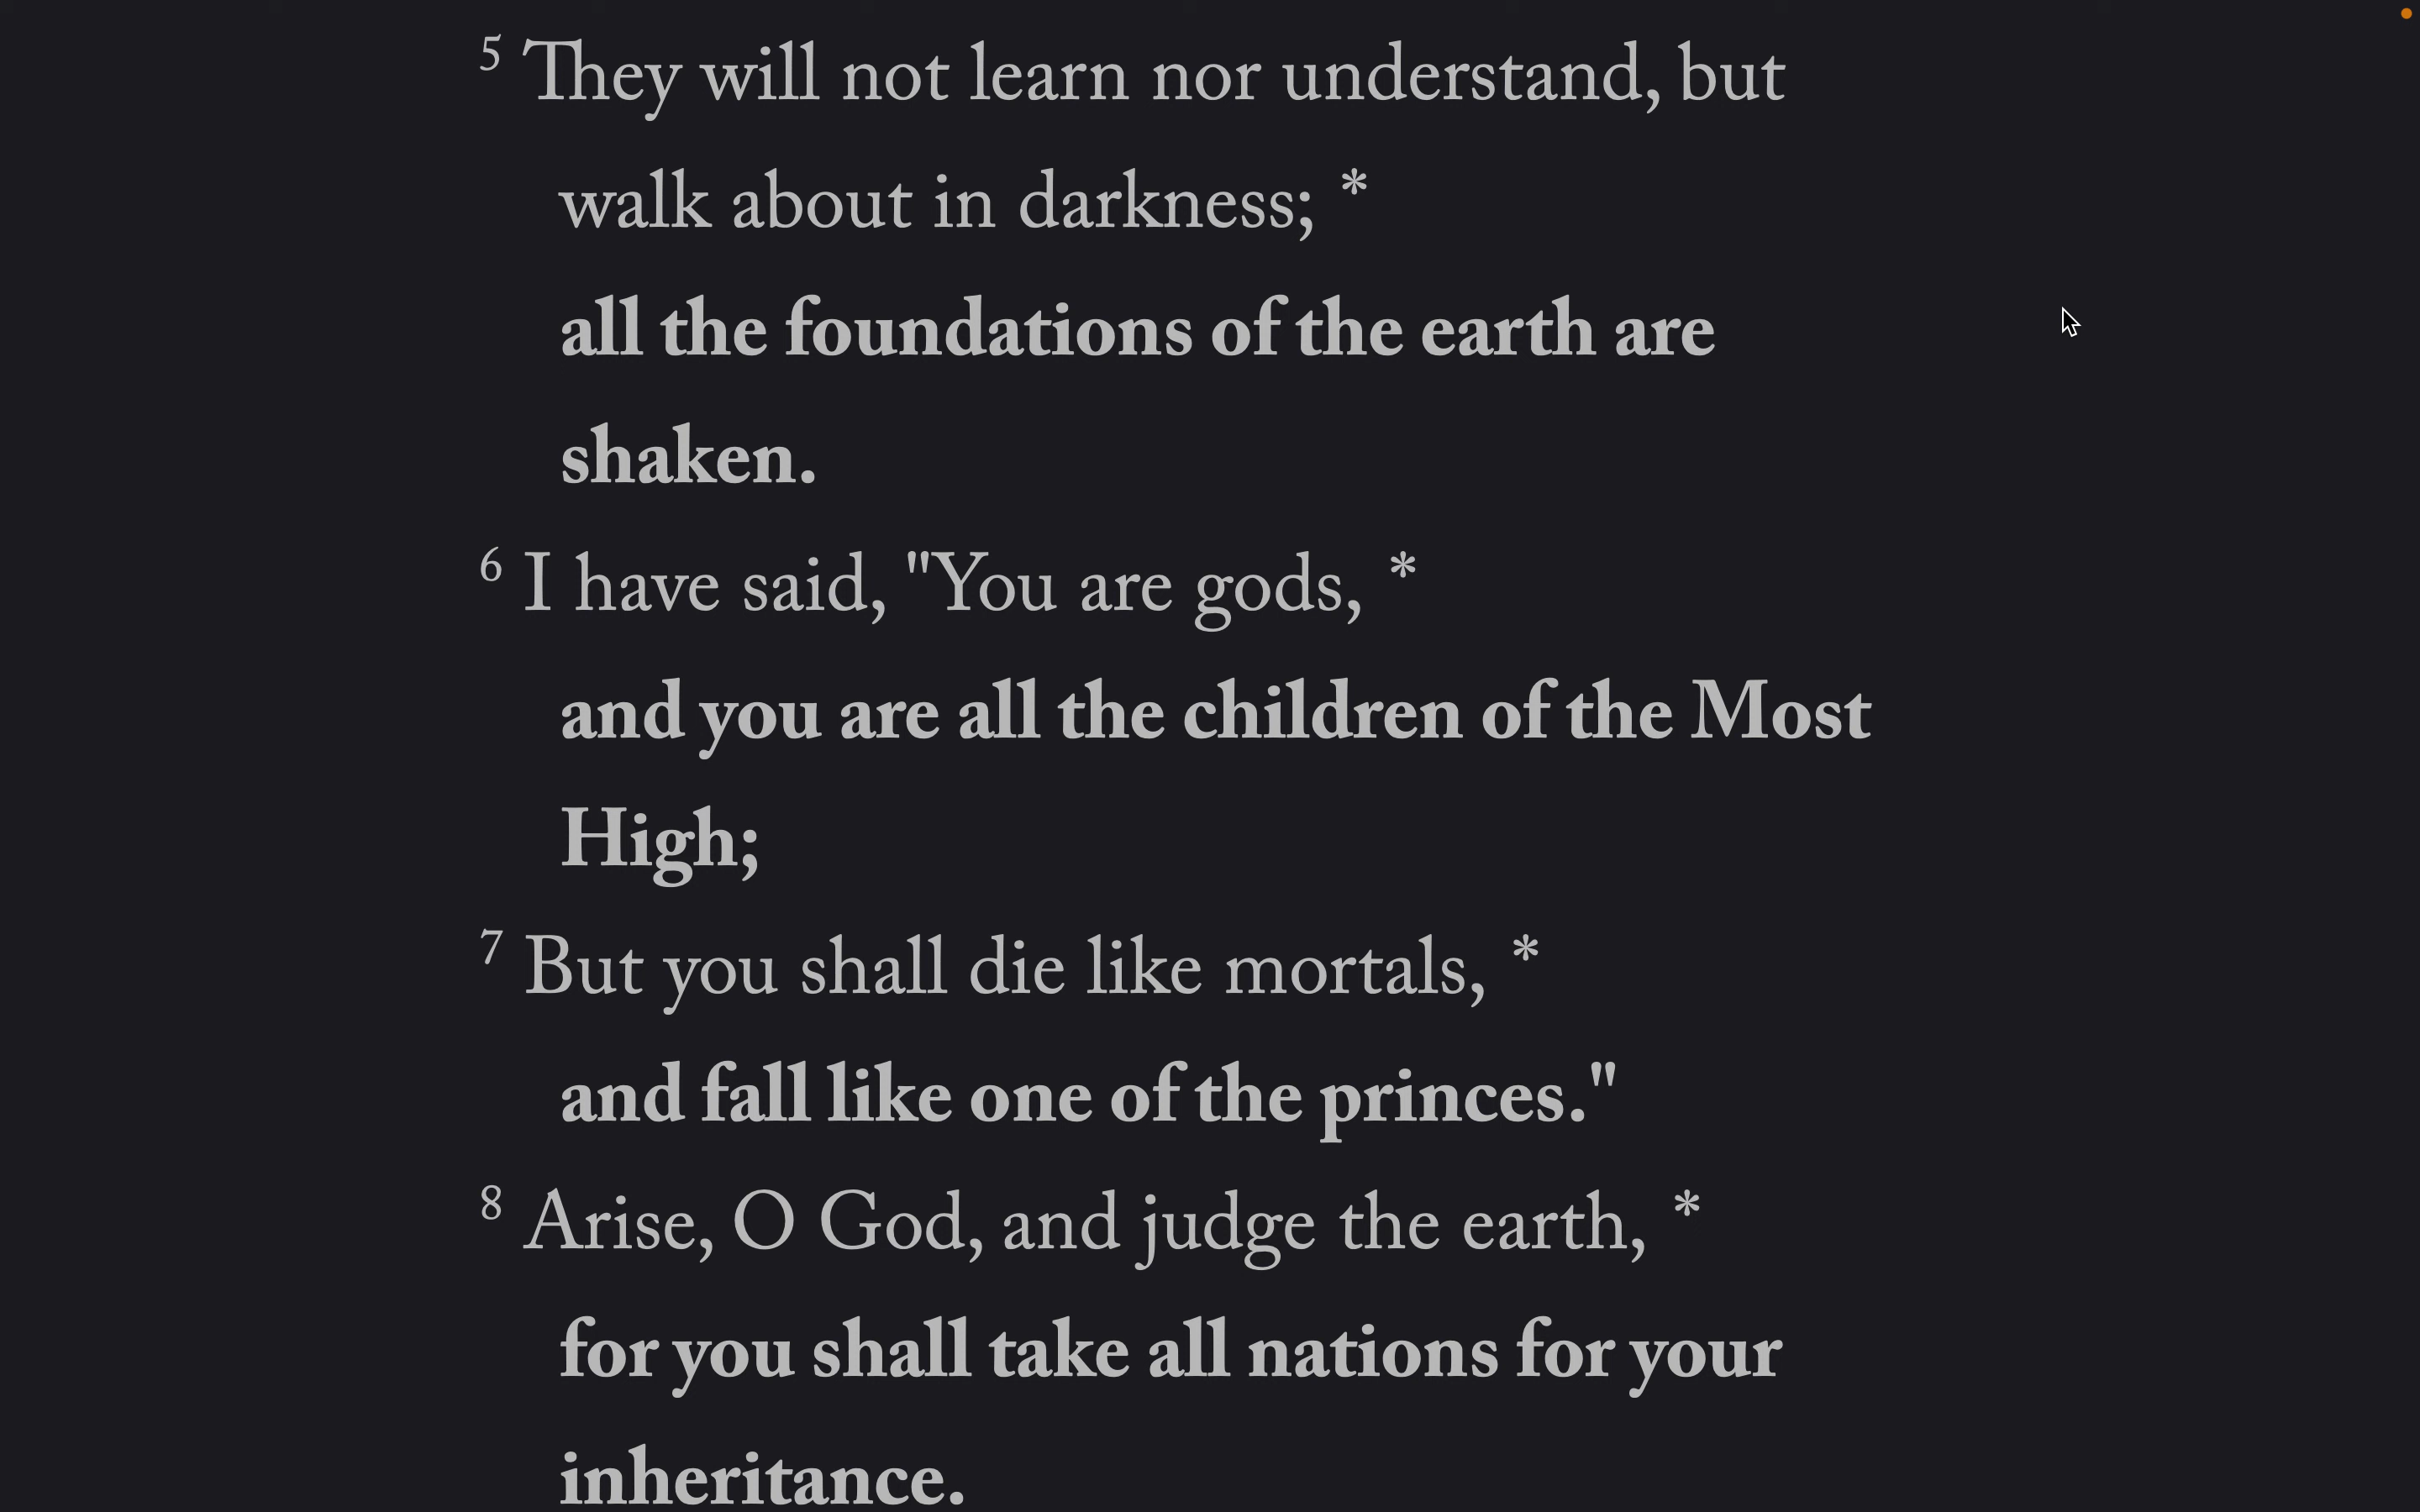 5 They will not learn nor understand, but
walk about in darkness; *
all the foundations of the earth are
shaken.
6 I have said, "You are gods, *
and you are all the children of the Most
High;
7 But you shall die like mortals, *
and fall like one of the princes."
8 Arise, O God, and judge the earth, *
for you shall take all nations for your
inheritance.